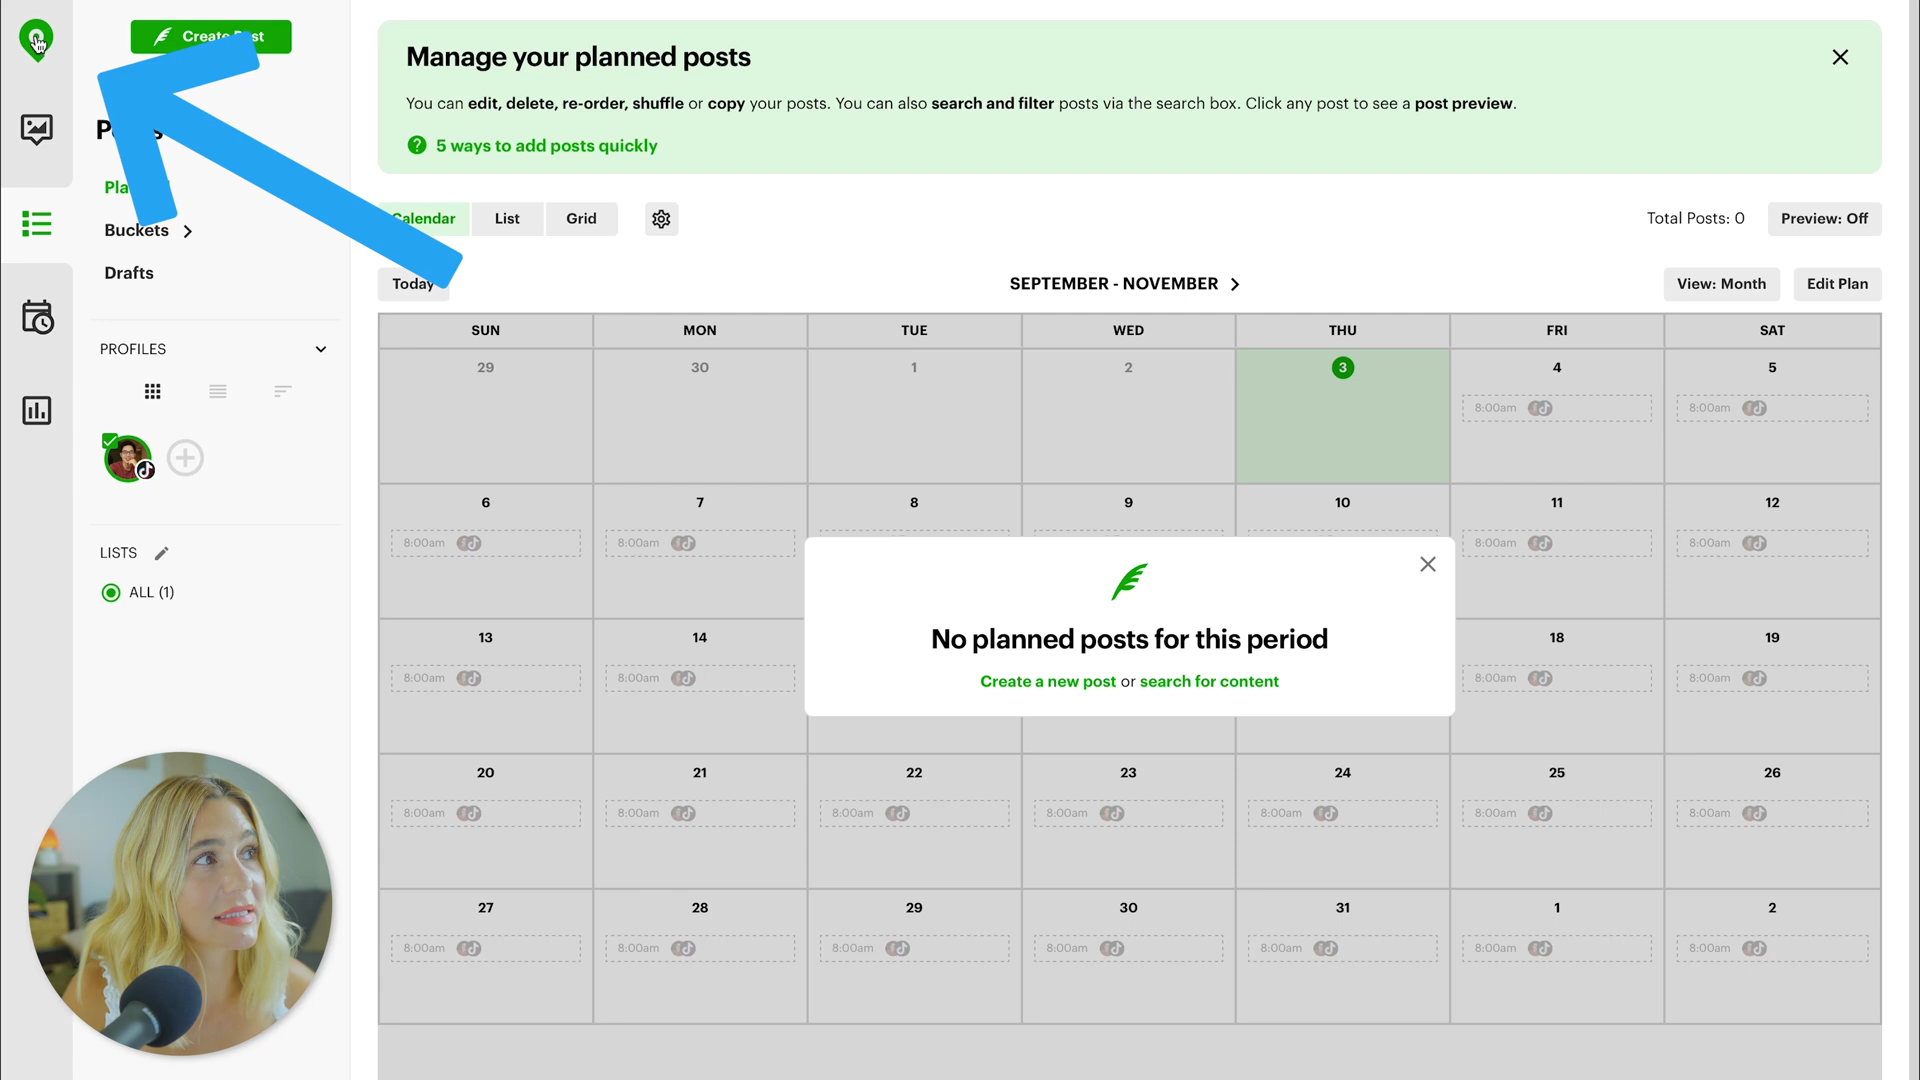 Manage your planned posts
You can edit, delete, re-order, shuffle or copy your posts. You can also search and filter posts via the search box. Click any post to see a post preview.
5 ways to add posts quickly
Buckets
Drafts
PROFILES
LISTS
ALL (1)
Calendar List Grid
Total Posts: 0 Preview: Off
Today SEPTEMBER - NOVEMBER View: Month Edit Plan
SUN MON TUE WED THU FRI SAT
29 30 1 2 3 4 5
8:00am 8:00am
6 7 8 9 10 11 12
8:00am 8:00am 8:00am 8:00am
13 14 18 19
8:00am 8:00am 8:00am 8:00am
No planned posts for this period
Create a new post or search for content
20 21 22 23 24 25 26
8:00am 8:00am 8:00am 8:00am 8:00am 8:00am 8:00am
27 28 29 30 31 1 2
8:00am 8:00am 8:00am 8:00am 8:00am 8:00am 8:00am